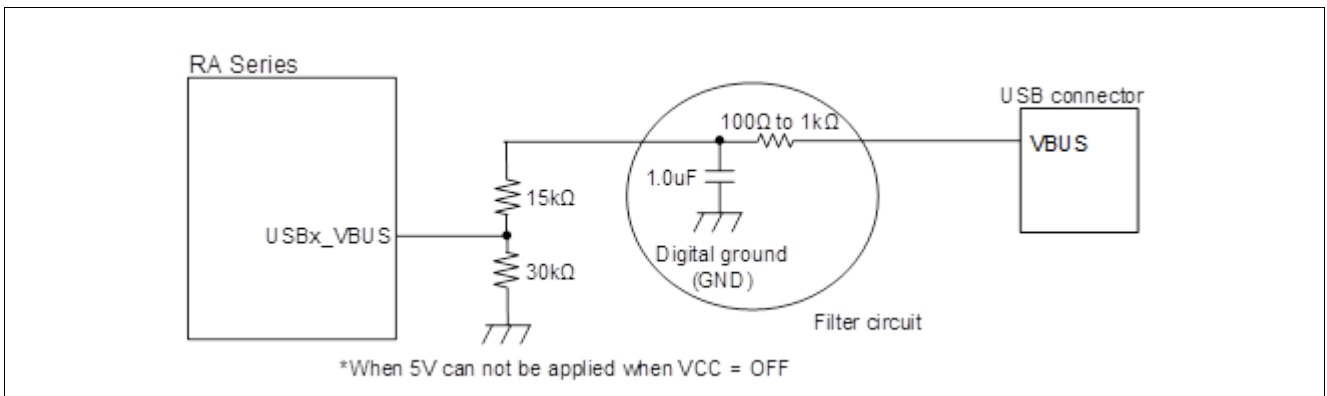 RA Series
USB connector
100Ω to 1kΩ
VBUS
1.0uF
15kΩ
USBx_VBUS
Digital ground
(GND)
30kΩ
Filter circuit
*When 5V can not be applied when VCC = OFF